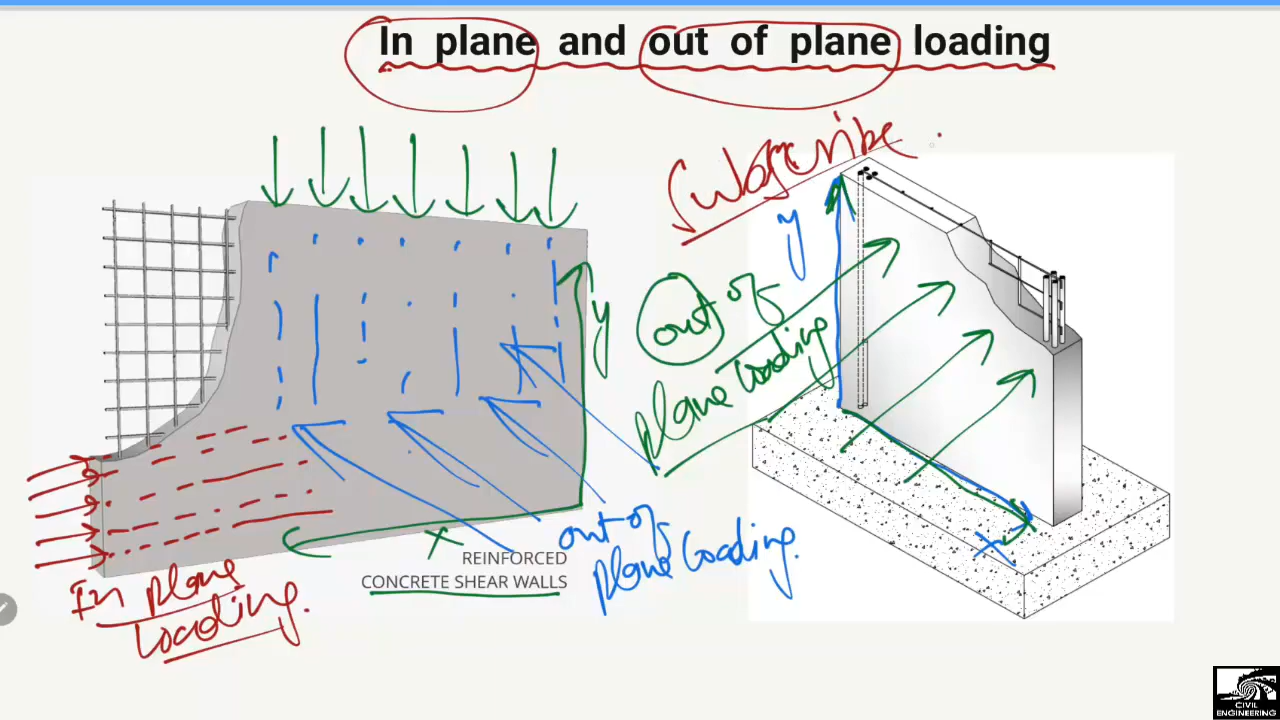 In plane and out of plane loading
Subscribe
y
y
out of
plane loading
x
x
REINFORCED
CONCRETE SHEAR WALLS
out of
plane loading.
In plane
loading.
CIVIL
ENGINEERING